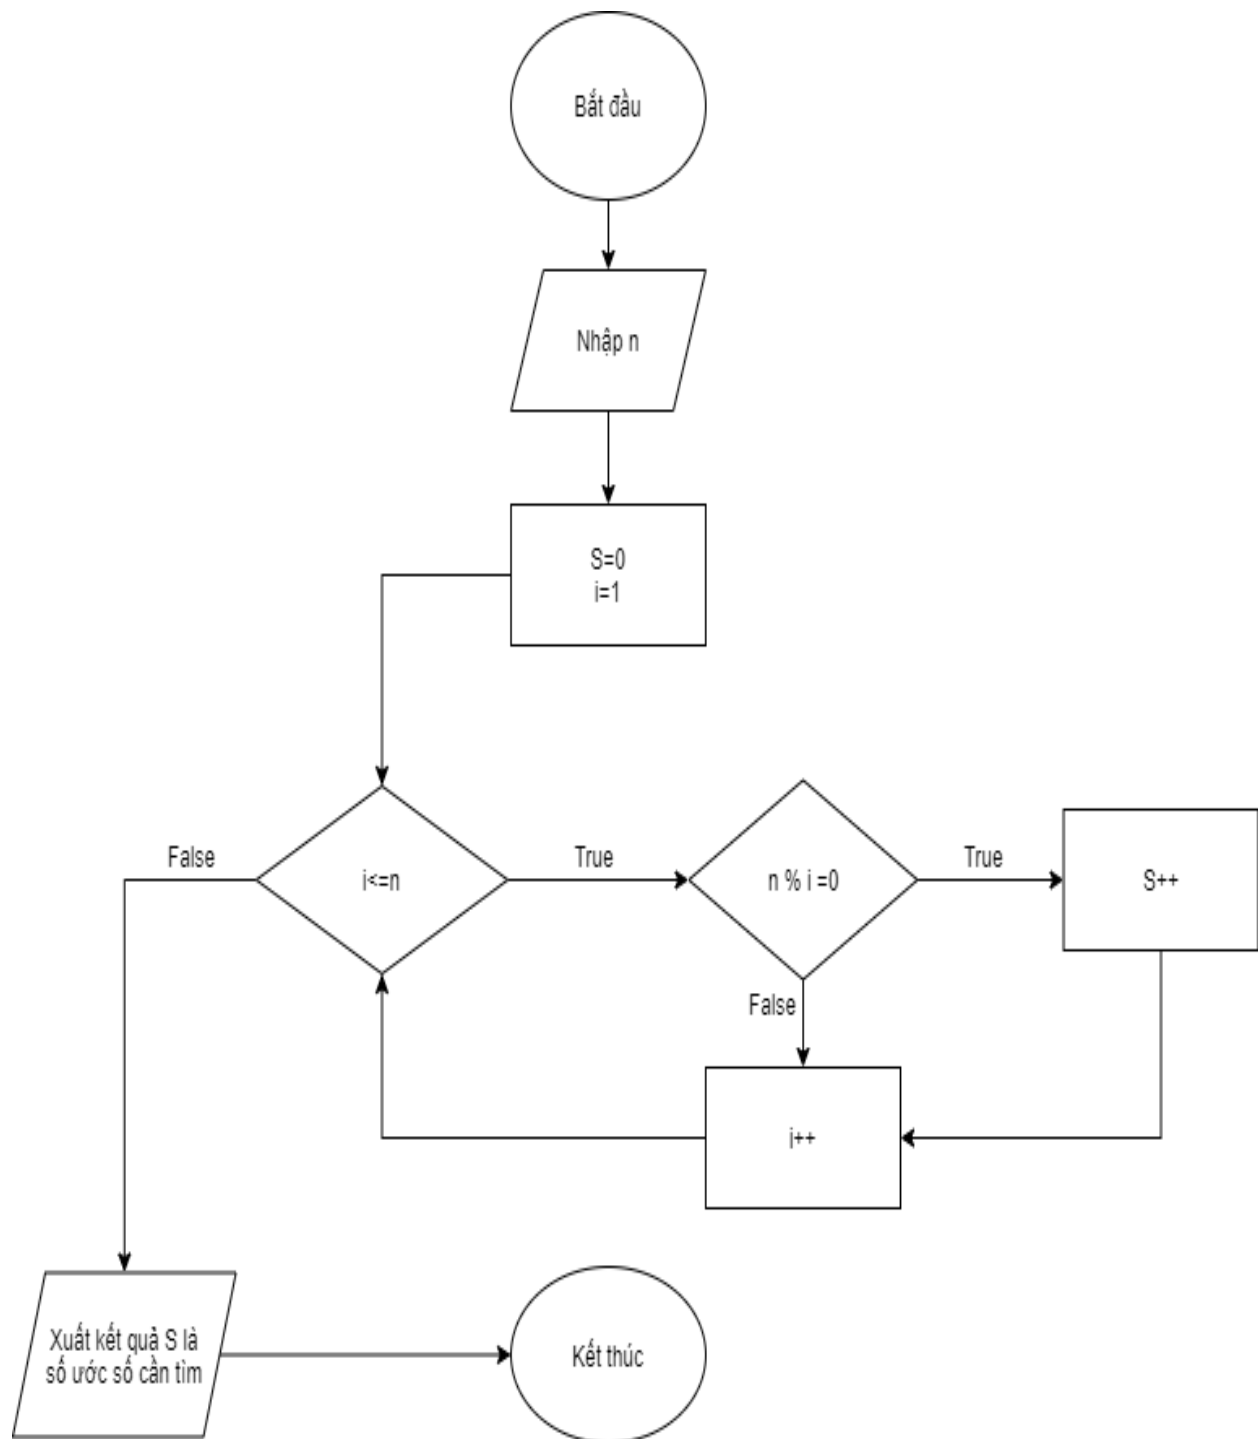 Bắt đầu
Nhập n
S=0
i=1
False
i<=n
True
n % i =0
True
S++
False
i++
Xuất kết quả S là
số ước số cần tìm
Kết thúc